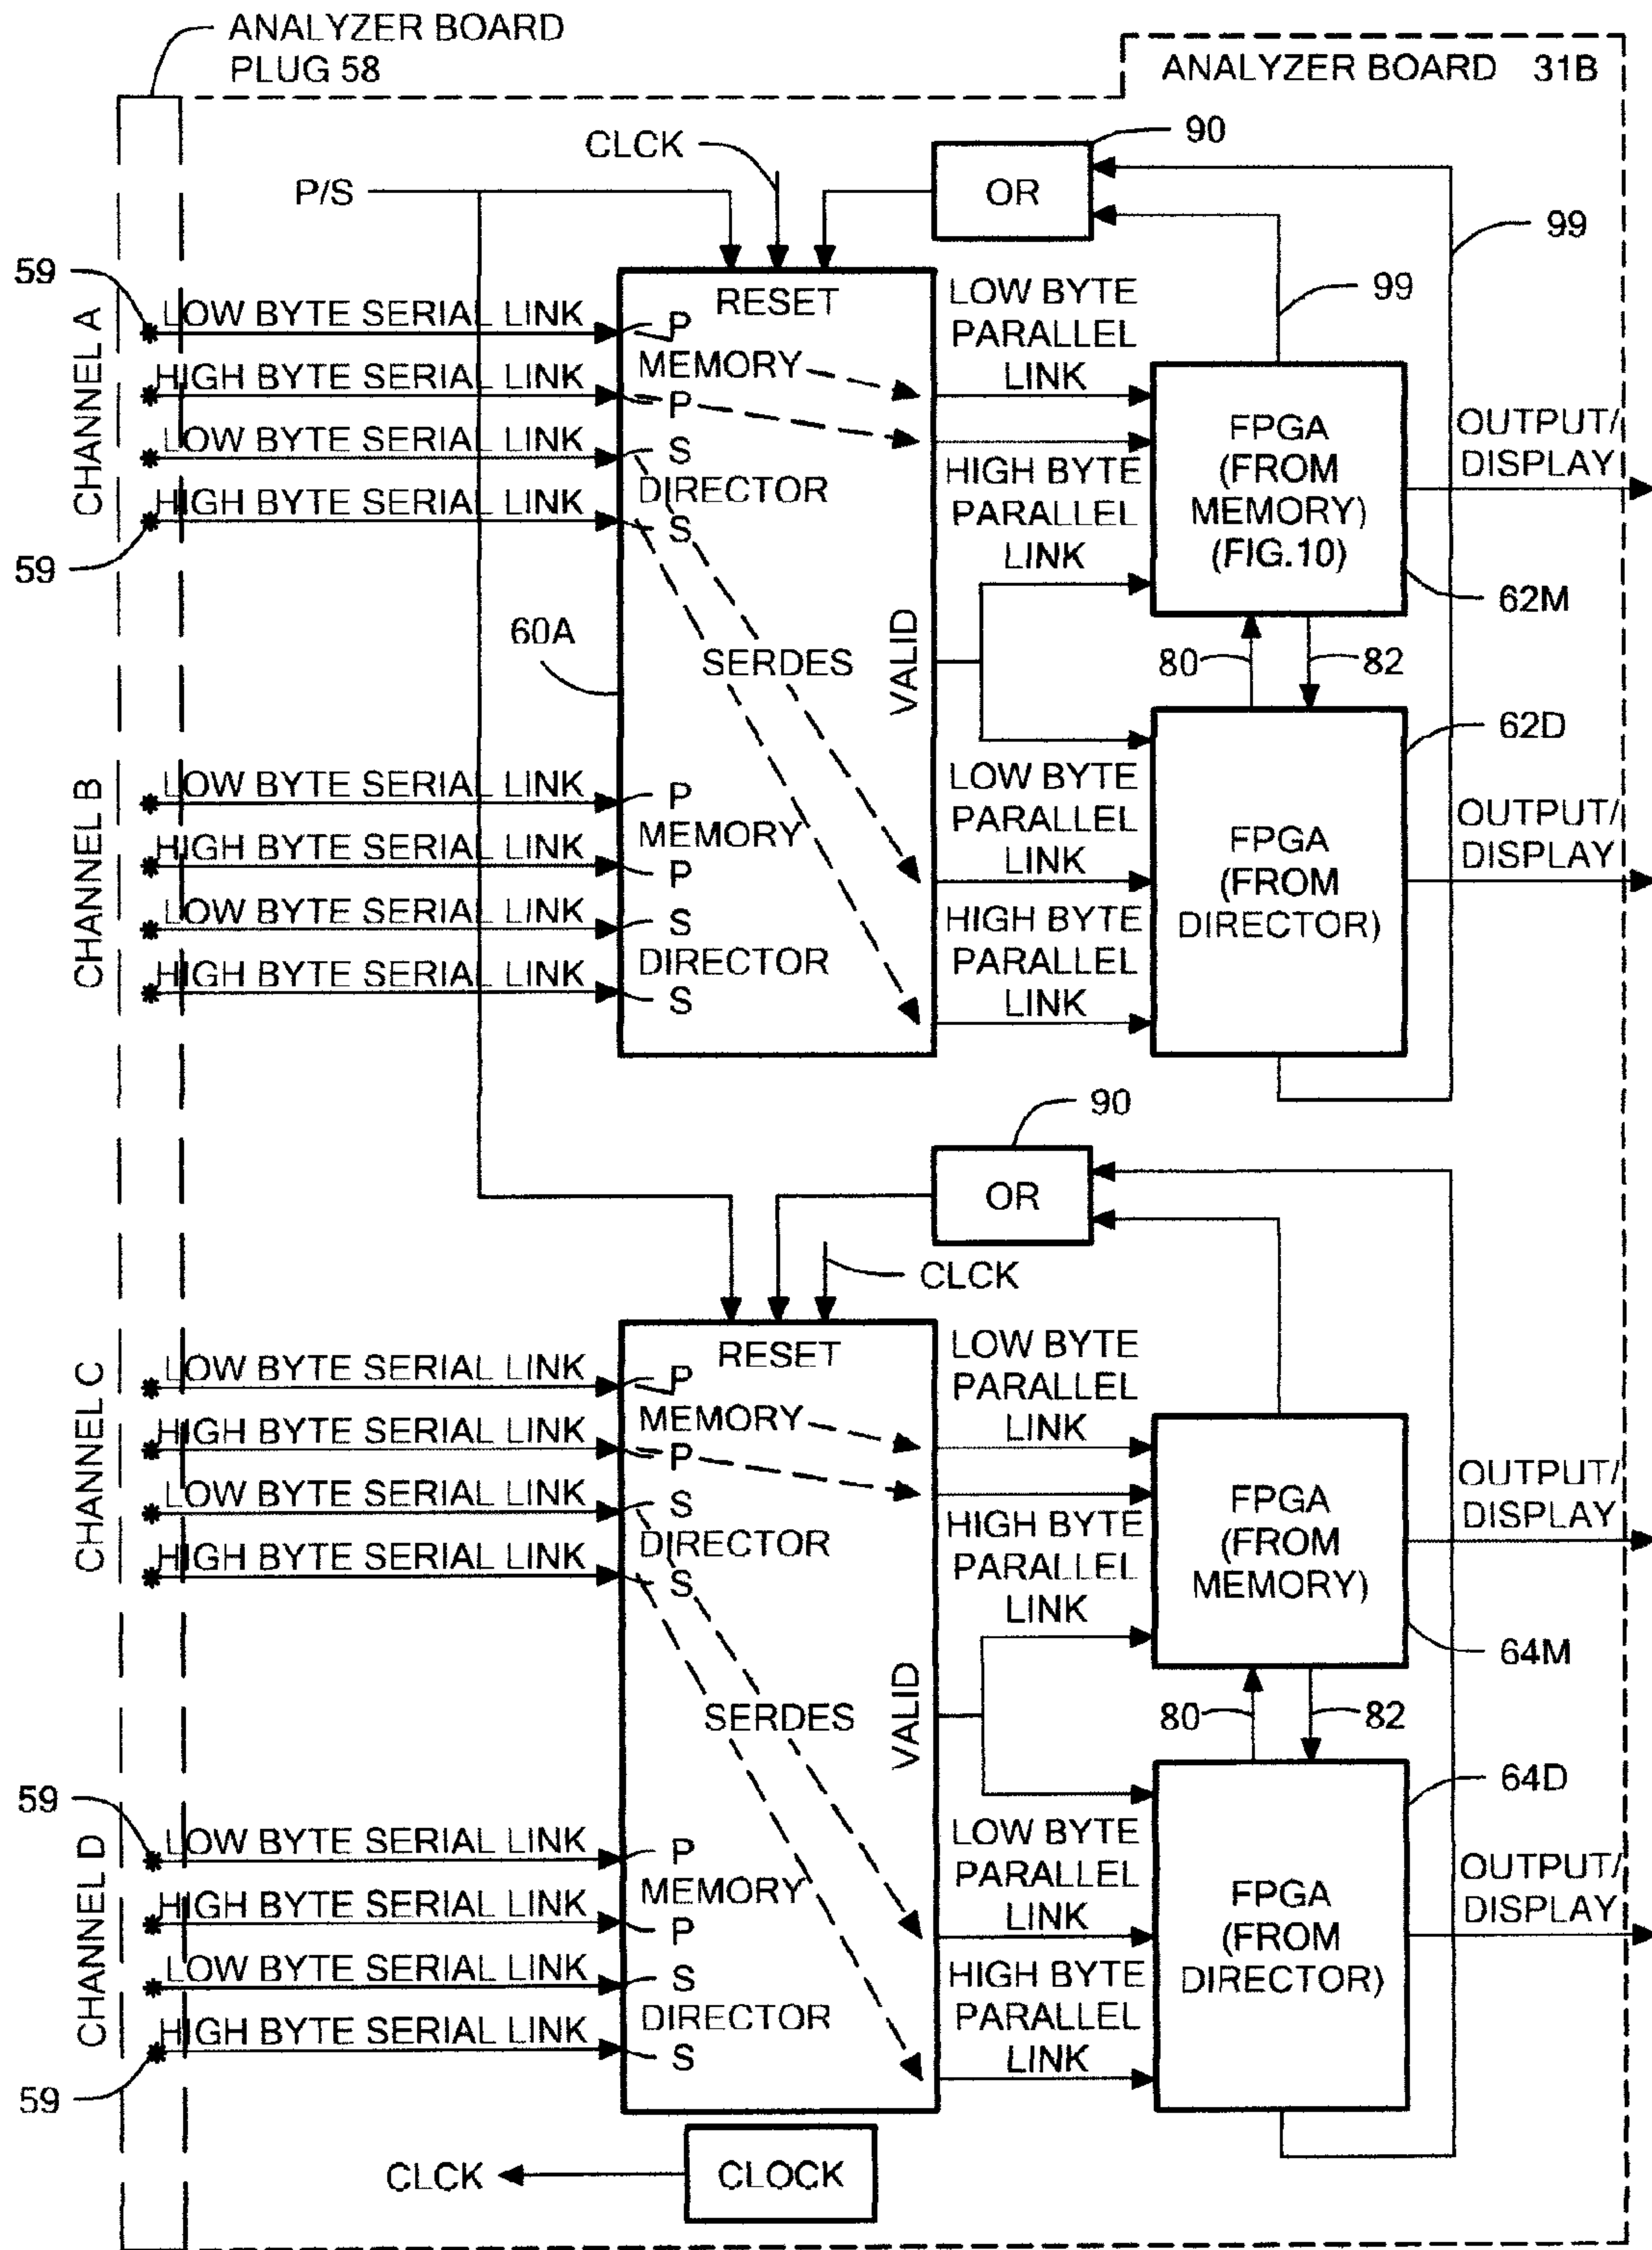 ANALYZER BOARD
PLUG 58
ANALYZER BOARD 31B
CLCK
90
P/S
OR
99
59
CHANNEL A
LOW BYTE SERIAL LINK
HIGH BYTE SERIAL LINK
LOW BYTE SERIAL LINK
HIGH BYTE SERIAL LINK
59
RESET
P
MEMORY
P
S
DIRECTOR
S
60A
SERDES
VALID
LOW BYTE
PARALLEL
LINK
HIGH BYTE
PARALLEL
LINK
99
FPGA
(FROM
MEMORY)
(FIG.10)
OUTPUT/
DISPLAY
62M
80
82
62D
CHANNEL B
LOW BYTE SERIAL LINK
HIGH BYTE SERIAL LINK
LOW BYTE SERIAL LINK
HIGH BYTE SERIAL LINK
P
MEMORY
P
S
DIRECTOR
S
LOW BYTE
PARALLEL
LINK
HIGH BYTE
PARALLEL
LINK
FPGA
(FROM
DIRECTOR)
OUTPUT/
DISPLAY
90
OR
CLCK
CHANNEL C
LOW BYTE SERIAL LINK
HIGH BYTE SERIAL LINK
LOW BYTE SERIAL LINK
HIGH BYTE SERIAL LINK
RESET
P
MEMORY
P
S
DIRECTOR
S
SERDES
VALID
LOW BYTE
PARALLEL
LINK
HIGH BYTE
PARALLEL
LINK
FPGA
(FROM
MEMORY)
OUTPUT/
DISPLAY
64M
80
82
64D
59
CHANNEL D
LOW BYTE SERIAL LINK
HIGH BYTE SERIAL LINK
LOW BYTE SERIAL LINK
HIGH BYTE SERIAL LINK
59
P
MEMORY
P
S
DIRECTOR
S
LOW BYTE
PARALLEL
LINK
HIGH BYTE
PARALLEL
LINK
FPGA
(FROM
DIRECTOR)
OUTPUT/
DISPLAY
CLCK
CLOCK